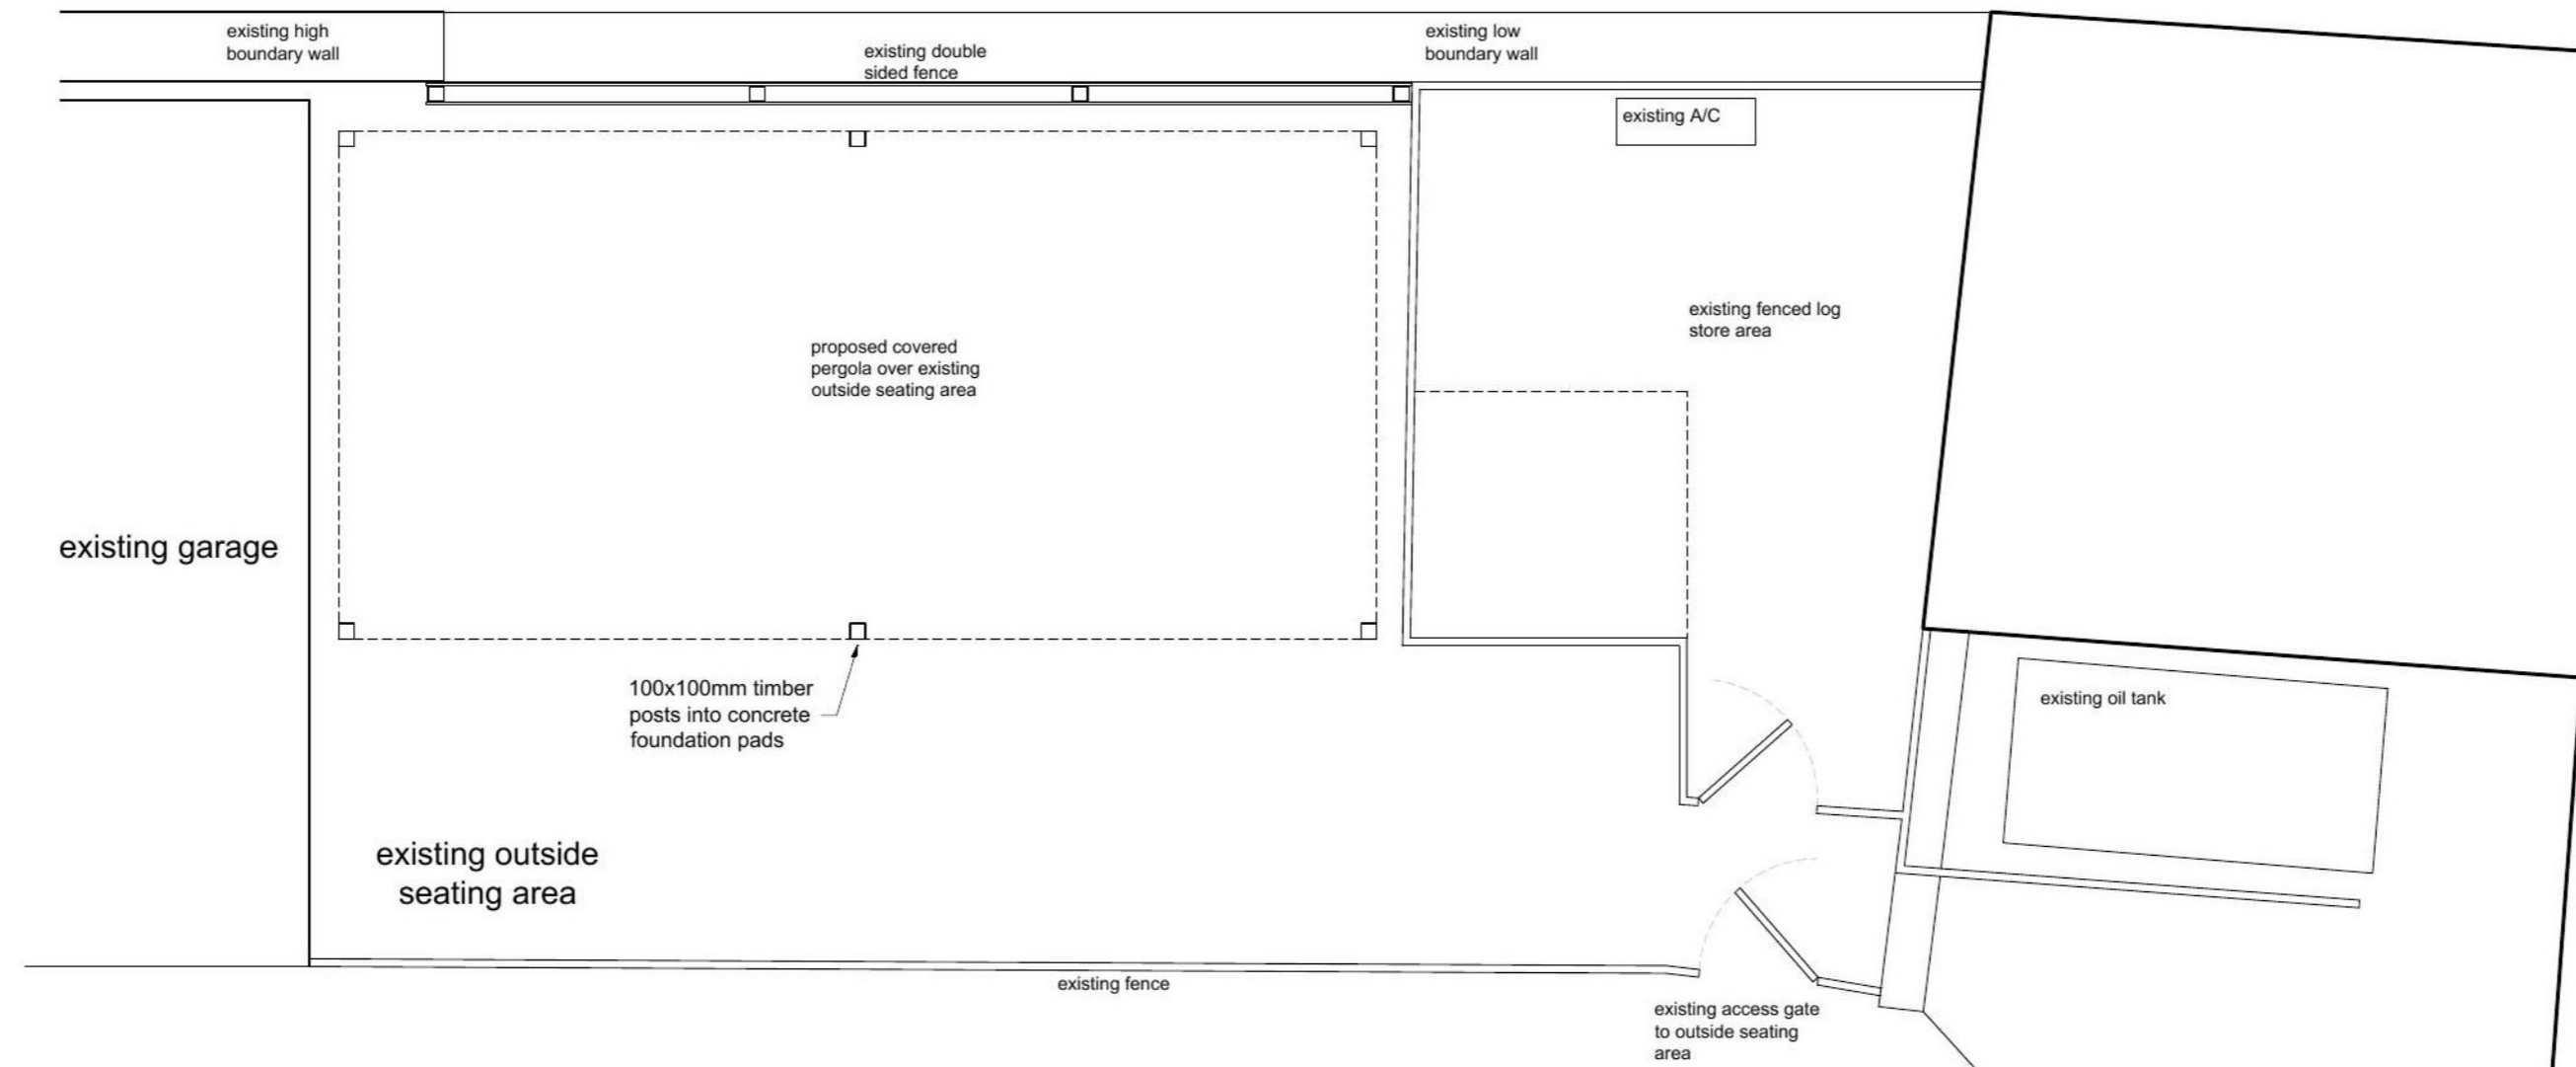 existing high
boundary wall
existing double
sided fence
existing low
boundary wall
existing A/C
existing fenced log
store area
proposed covered
pergola over existing
outside seating area
existing garage
100x100mm timber
posts into concrete
foundation pads
existing oil tank
existing outside
seating area
existing fence
existing access gate
to outside seating
area